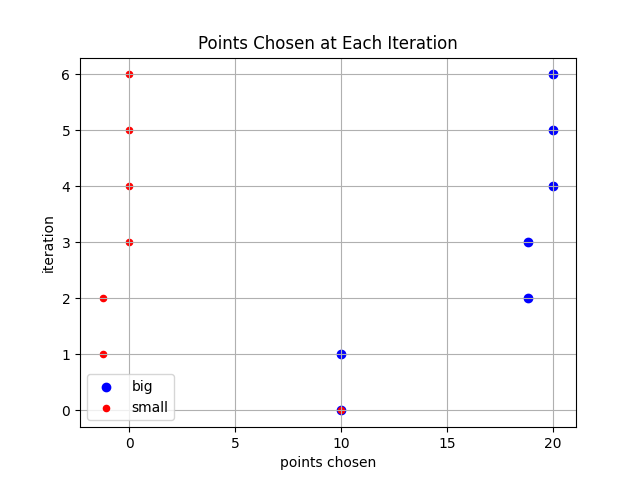 Points Chosen at Each Iteration
iteration
6
5
4
3
2
1
0
big
small
0 5 10 15 20
points chosen